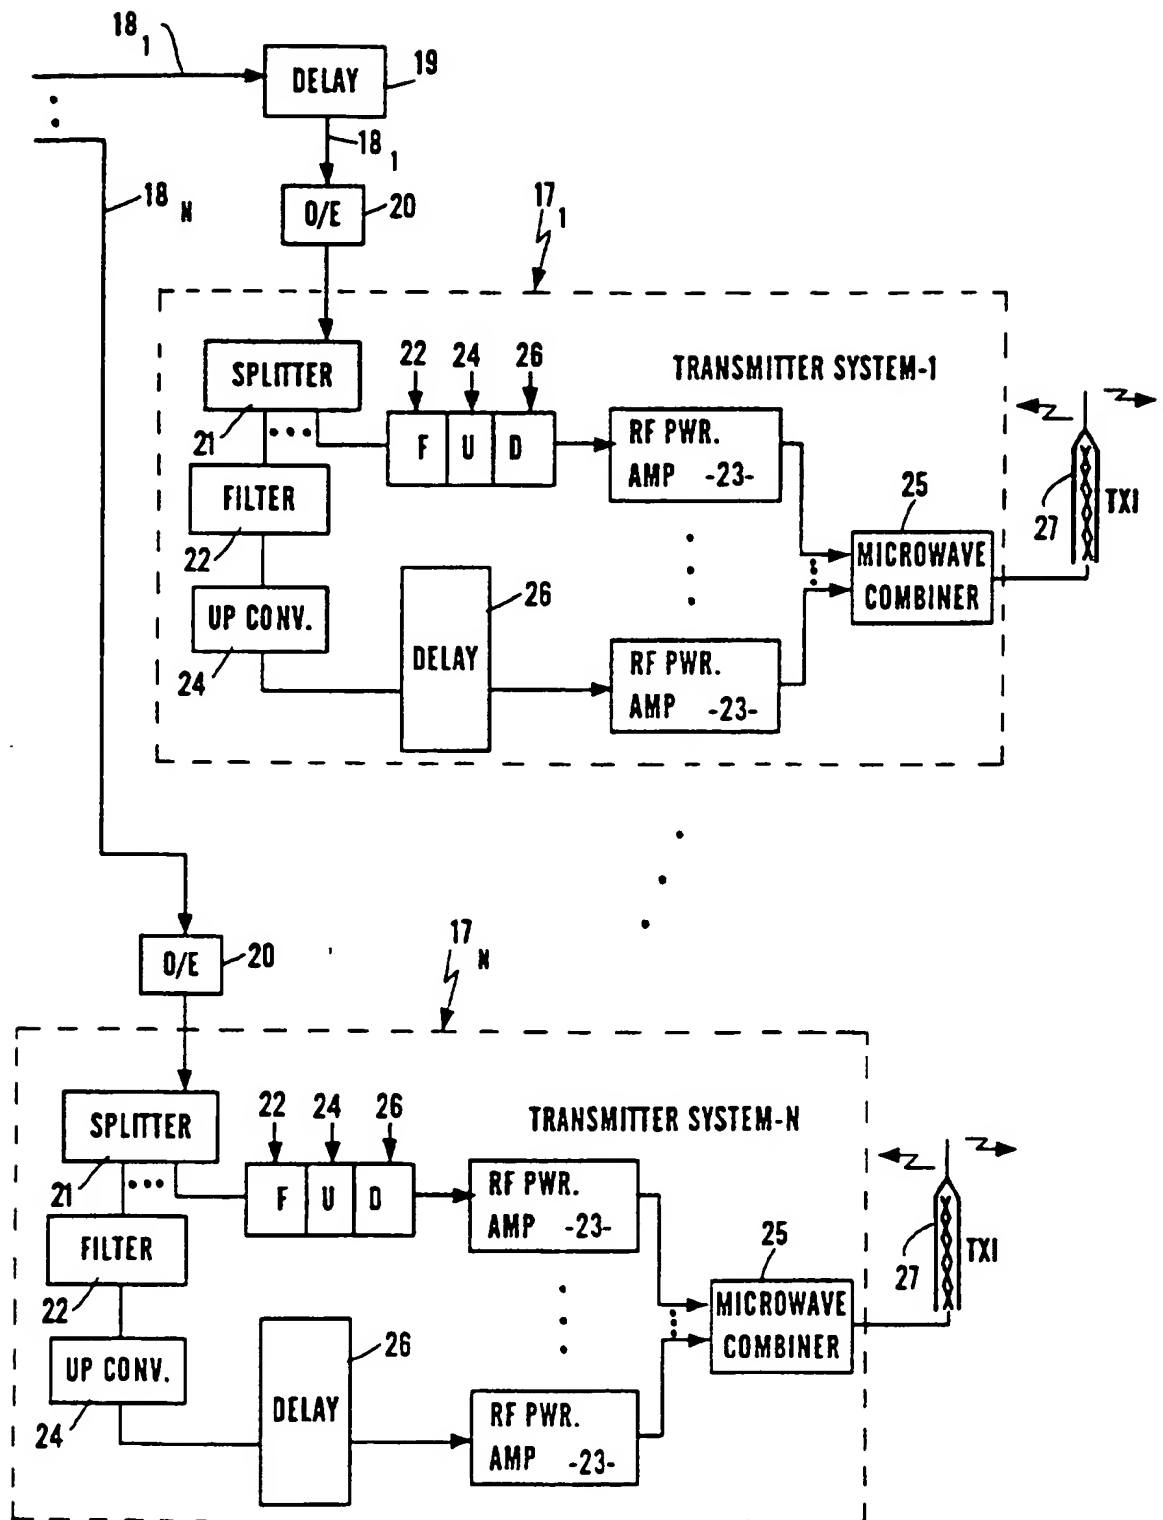 18 1
DELAY
19
18 1
18 N
O/E
20
17 1
SPLITTER
22 24 26
TRANSMITTER SYSTEM-1
21
F U D
RF PWR.
AMP -23-
FILTER
25
27
TX1
22
MICROWAVE
COMBINER
UP CONV.
26
DELAY
24
RF PWR.
AMP -23-
O/E
20
17 N
SPLITTER
22 24 26
TRANSMITTER SYSTEM-N
21
F U D
RF PWR.
AMP -23-
FILTER
25
27
TX1
22
MICROWAVE
COMBINER
UP CONV.
26
DELAY
24
RF PWR.
AMP -23-